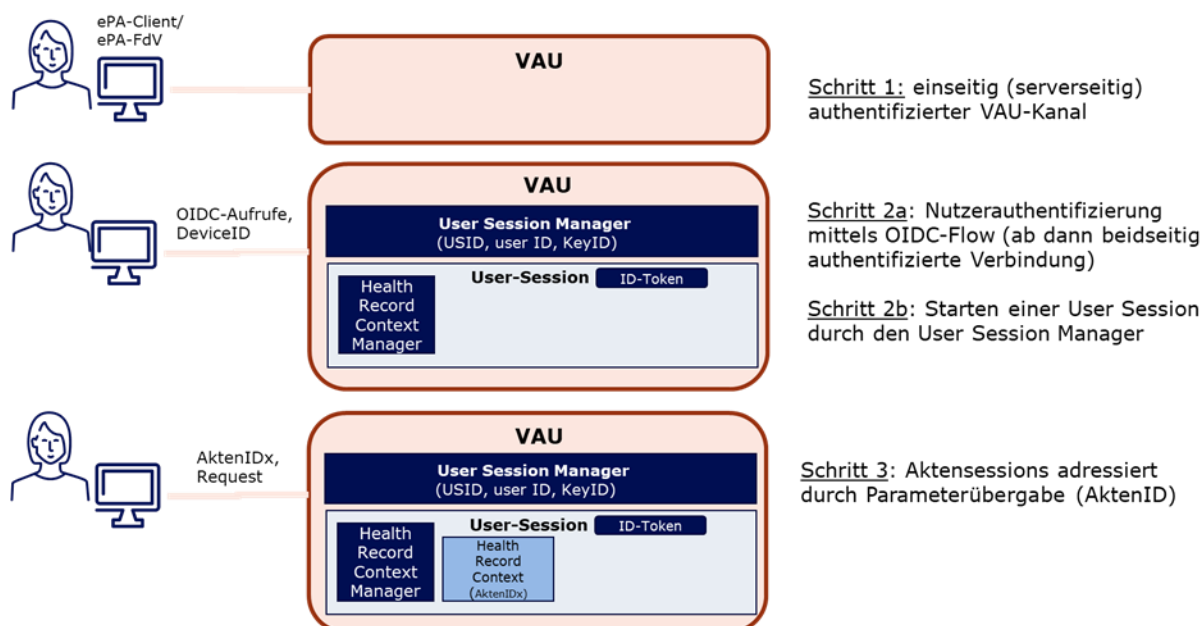 ePA-Client/
ePA-FdV
VAU
Schritt 1: einseitig (serverseitig)
authentifizierter VAU-Kanal
OIDC-Aufrufe,
DeviceID
VAU
User Session Manager
(USID, user ID, KeyID)
User-Session ID-Token
Health
Record
Context
Manager
Schritt 2a: Nutzerauthentifizierung
mittels OIDC-Flow (ab dann beidseitig
authentifizierte Verbindung)
Schritt 2b: Starten einer User Session
durch den User Session Manager
AktenIDx,
Request
VAU
User Session Manager
(USID, user ID, KeyID)
User-Session ID-Token
Health
Record
Context
Manager
Health
Record
Context
(AktenIDx)
Schritt 3: Aktensessions adressiert
durch Parameterübergabe (AktenID)